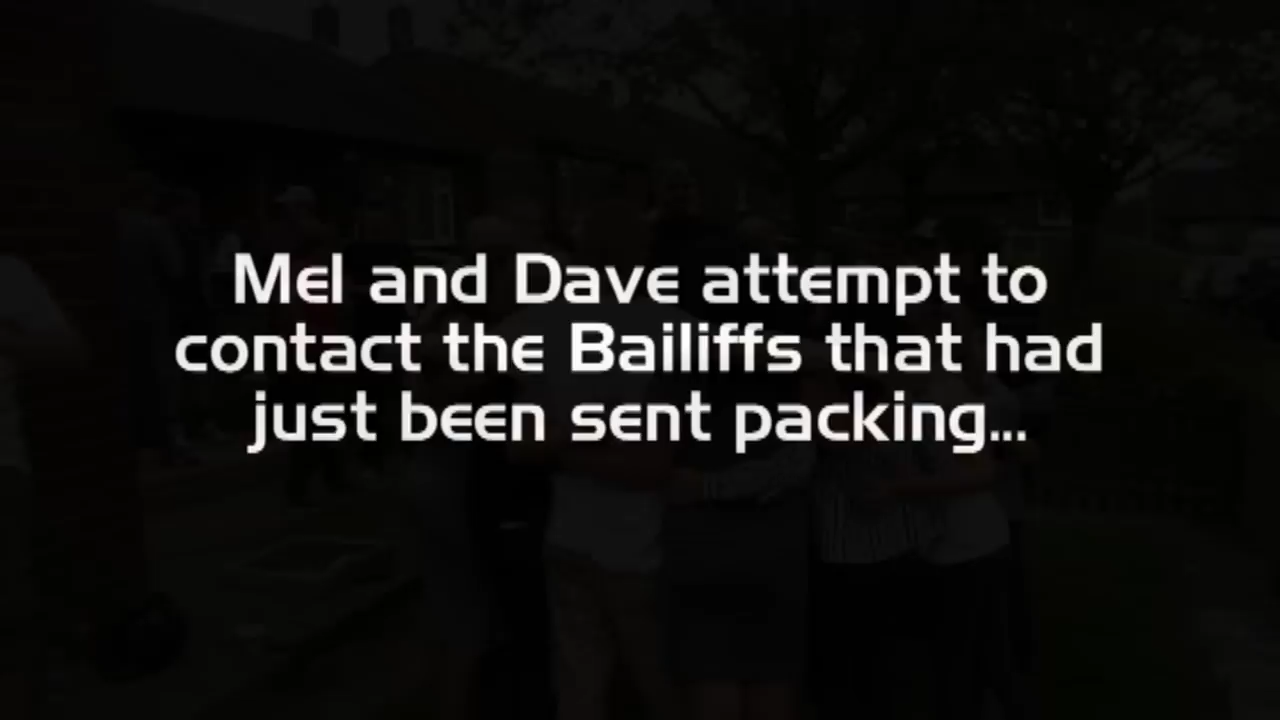 Mel and Dave attempt to
contact the Bailiffs that had
just been sent packing...